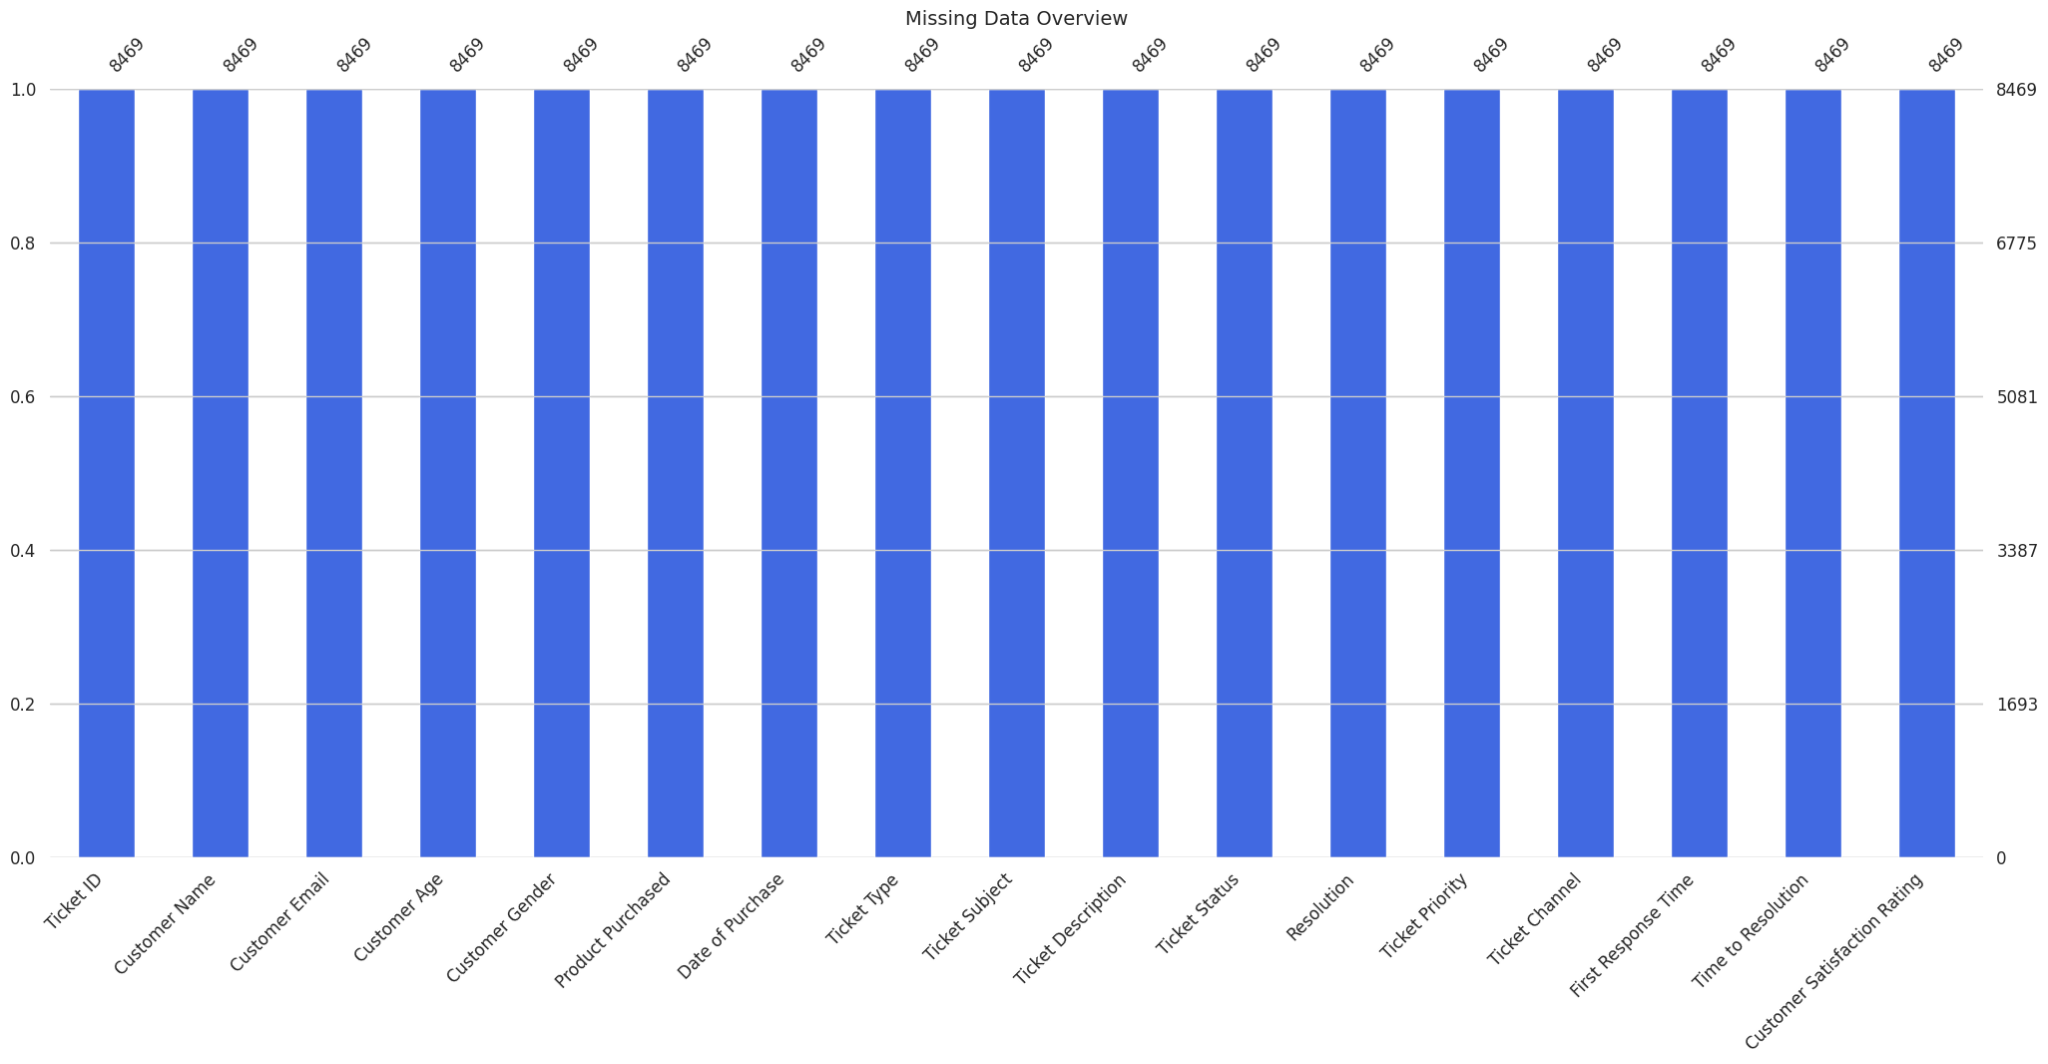 Missing Data Overview
8469 8469 8469 8469 8469 8469 8469 8469 8469 8469 8469 8469 8469 8469 8469 8469 8469
1.0 8469
0.8 6775
0.6 5081
0.4 3387
0.2 1693
0.0 0
Ticket ID
Customer Name
Customer Email
Customer Age
Customer Gender
Product Purchased
Date of Purchase
Ticket Type
Ticket Subject
Ticket Description
Ticket Status
Resolution
Ticket Priority
Ticket Channel
First Response Time
Time to Resolution
Customer Satisfaction Rating